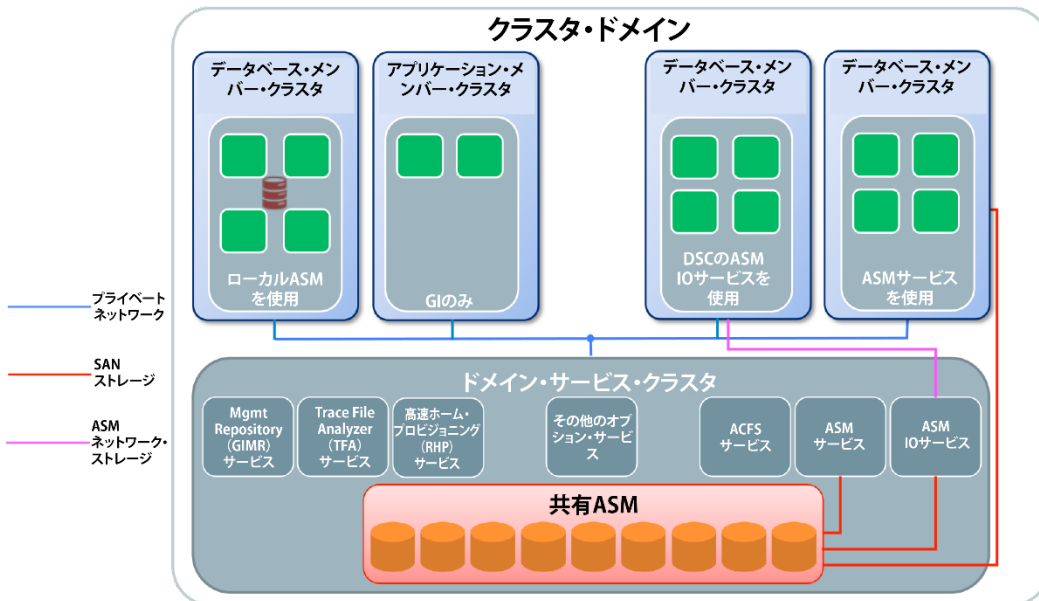 クラスタ・ドメイン
データベース・メン
バー・クラスタ
ローカルASM
を使用
アプリケーション・メ
ンバー・クラスタ
GIのみ
データベース・メン
バー・クラスタ
DSCのASM
IOサービスを
使用
データベース・メン
バー・クラスタ
ASMサービス
を使用
プライベート
ネットワーク
SAN
ストレージ
ASM
ネットワーク・
ストレージ
ドメイン・サービス・クラスタ
Mgmt
Repository
(GIMR)
サービス
Trace File
Analyzer
(TFA)
サービス
高速ホーム・
プロビジョニング
(RHP)
サービス
その他のオプ
ション・サービ
ス
ACFS
サービス
ASM
サービス
ASM
IOサービス
共有ASM